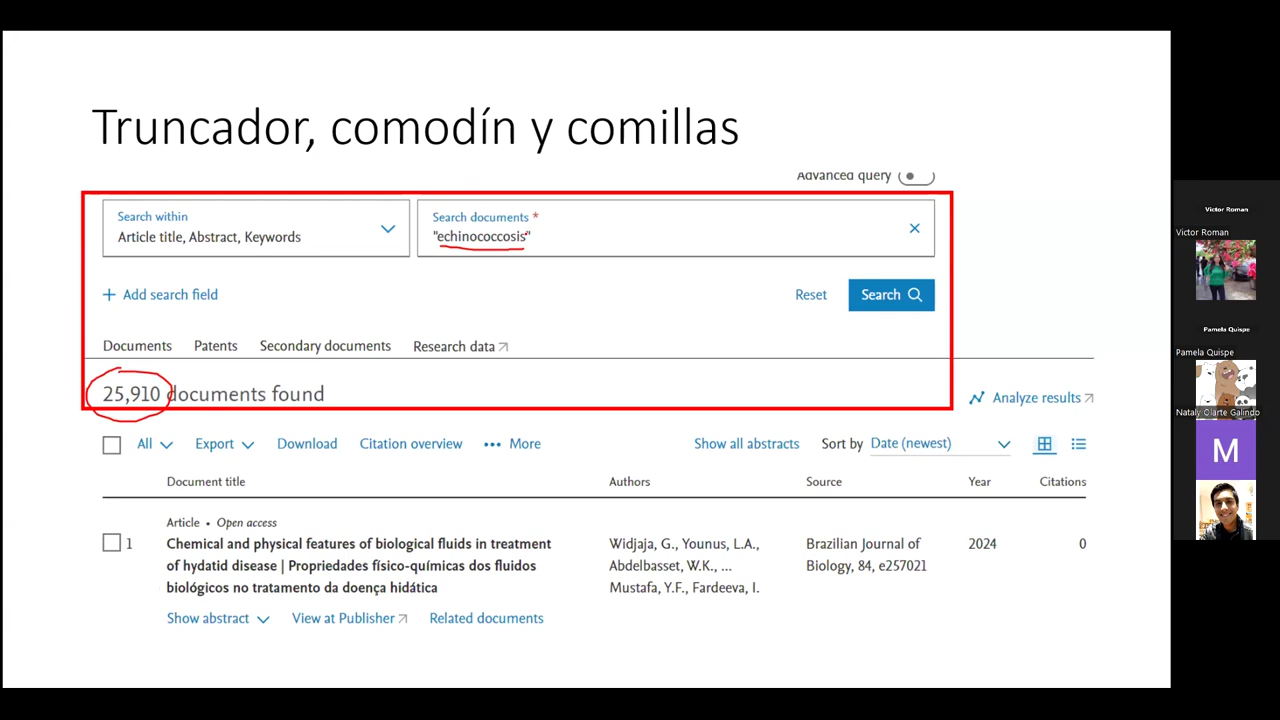 Truncador, comodín y comillas
Advanced query
Search within
Article title, Abstract, Keywords
Search documents *
"echinococcosis"
+ Add search field
Reset
Search
Documents Patents Secondary documents Research data
25,910 documents found
Analyze results
All Export Download Citation overview ••• More
Show all abstracts Sort by Date (newest)
Document title Authors Source Year Citations
Article • Open access
1 Chemical and physical features of biological fluids in treatment Widjaja, G., Younus, L.A., Brazilian Journal of 2024 0
of hydatid disease | Propriedades físico-químicas dos fluidos Abdelbasset, W.K., ... Biology, 84, e257021
biológicos no tratamento da doença hidática Mustafa, Y.F., Fardeeva, I.
Show abstract View at Publisher Related documents
Victor Roman
Victor Roman
Pamela Quispe
Pamela Quispe
Nataly Olarte Galindo
M